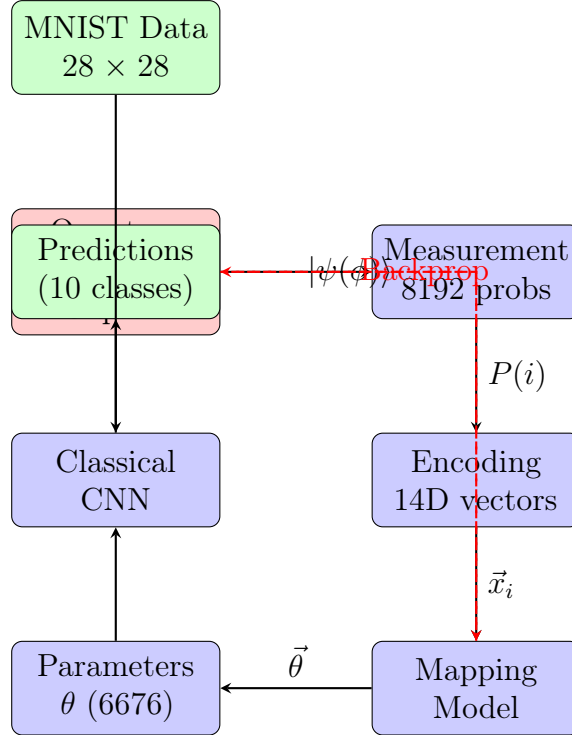 MNIST Data
28 × 28
Predictions
(10 classes)
|ψ(ϕ)⟩
Backprop
Measurement
8192 probs
P(i)
Classical
CNN
Encoding
14D vectors
x⃗ᵢ
Parameters
θ (6676)
θ⃗
Mapping
Model